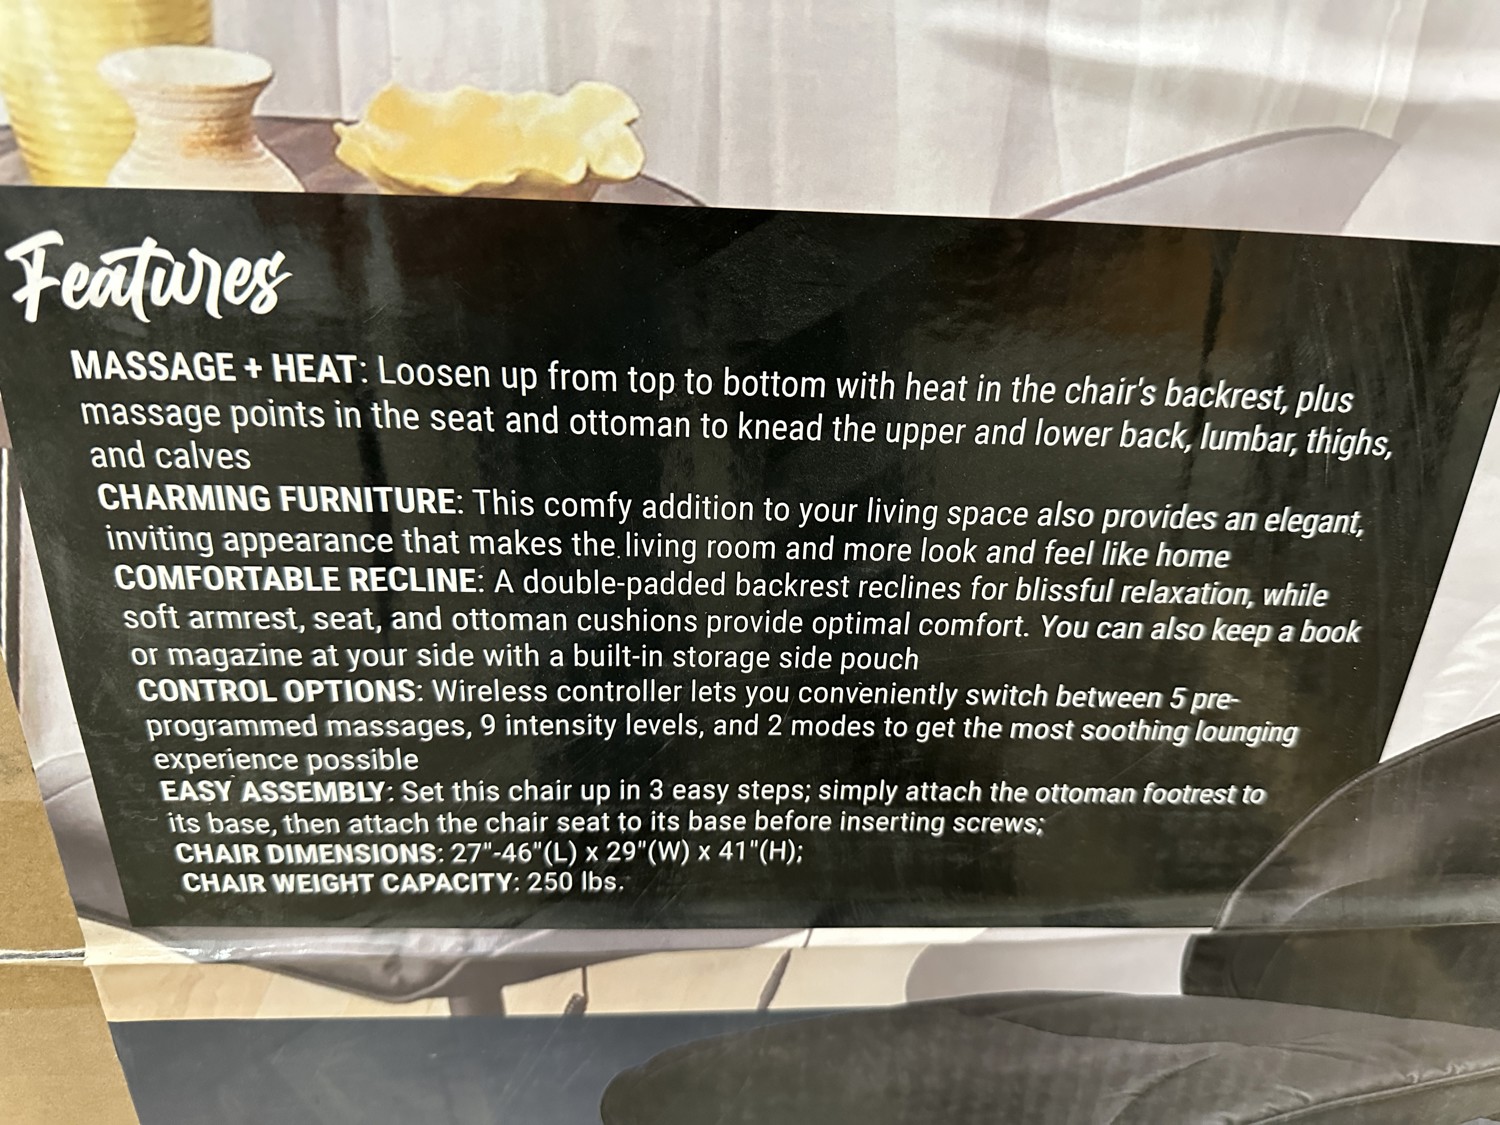 Features
MASSAGE + HEAT: Loosen up from top to bottom with heat in the chair's backrest, plus
massage points in the seat and ottoman to knead the upper and lower back, lumbar, thighs,
and calves
CHARMING FURNITURE: This comfy addition to your living space also provides an elegant,
inviting appearance that makes the living room and more look and feel like home
COMFORTABLE RECLINE: A double-padded backrest reclines for blissful relaxation, while
soft armrest, seat, and ottoman cushions provide optimal comfort. You can also keep a book
or magazine at your side with a built-in storage side pouch
CONTROL OPTIONS: Wireless controller lets you conveniently switch between 5 pre-
programmed massages, 9 intensity levels, and 2 modes to get the most soothing lounging
experience possible
EASY ASSEMBLY: Set this chair up in 3 easy steps; simply attach the ottoman footrest to
its base, then attach the chair seat to its base before inserting screws;
CHAIR DIMENSIONS: 27"-46"(L) x 29"(W) x 41"(H);
CHAIR WEIGHT CAPACITY: 250 lbs.